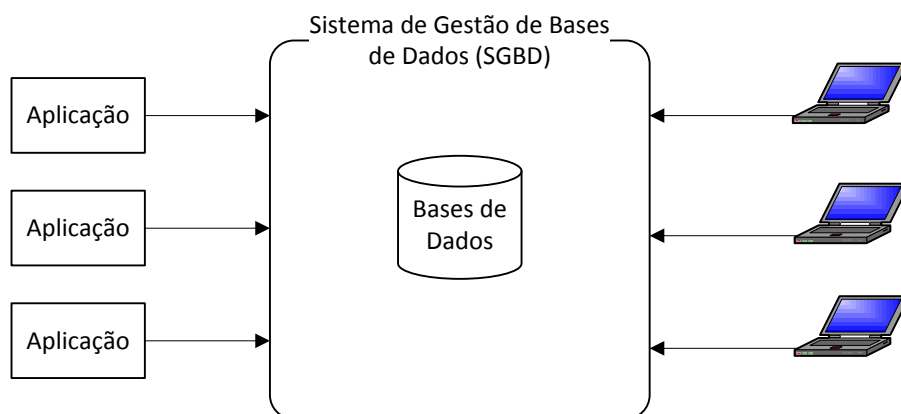 Sistema de Gestão de Bases
de Dados (SGBD)
Aplicação
Aplicação
Aplicação
Bases de
Dados